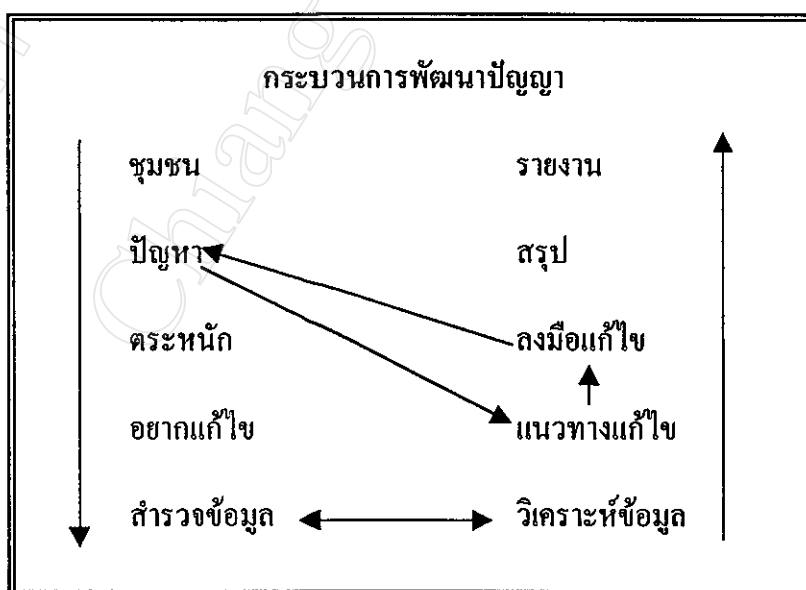 กระบวนการพัฒนาปัญญา
ชุมชน รายงาน
ปัญหา สรุป
ตระหนัก ลงมือแก้ไข
อยากแก้ไข แนวทางแก้ไข
สำรวจข้อมูล วิเคราะห์ข้อมูล
Chiang